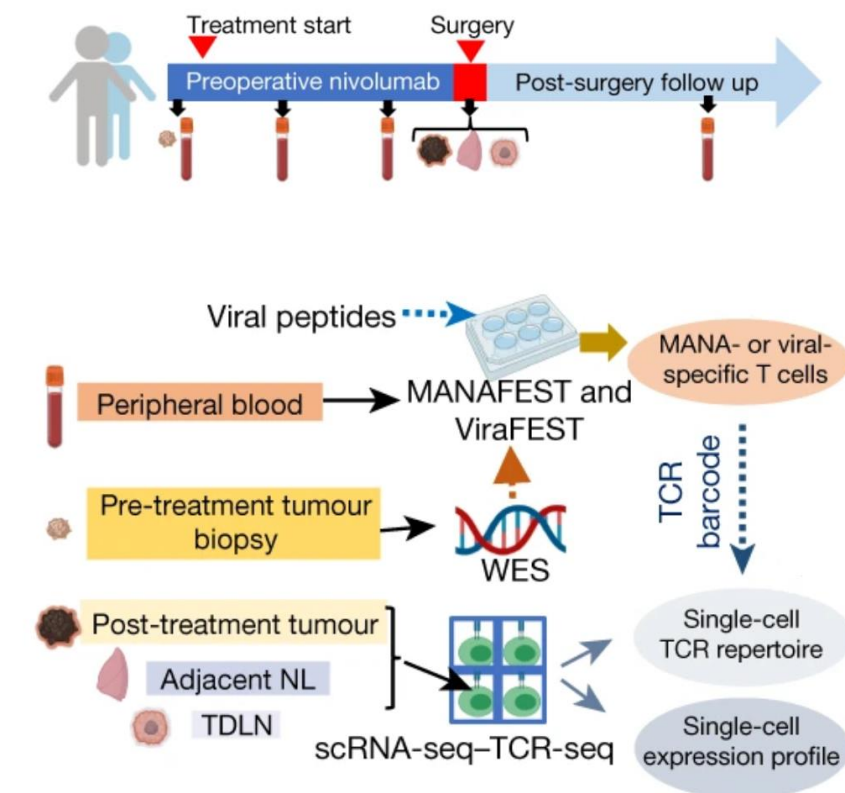 Treatment start
Surgery
Preoperative nivolumab
Post-surgery follow up
Viral peptides
MANA- or viral-
specific T cells
Peripheral blood
MANAFEST and
ViraFEST
TCR
barcode
Pre-treatment tumour
biopsy
WES
Post-treatment tumour
Adjacent NL
TDLN
scRNA-seq–TCR-seq
Single-cell
TCR repertoire
Single-cell
expression profile